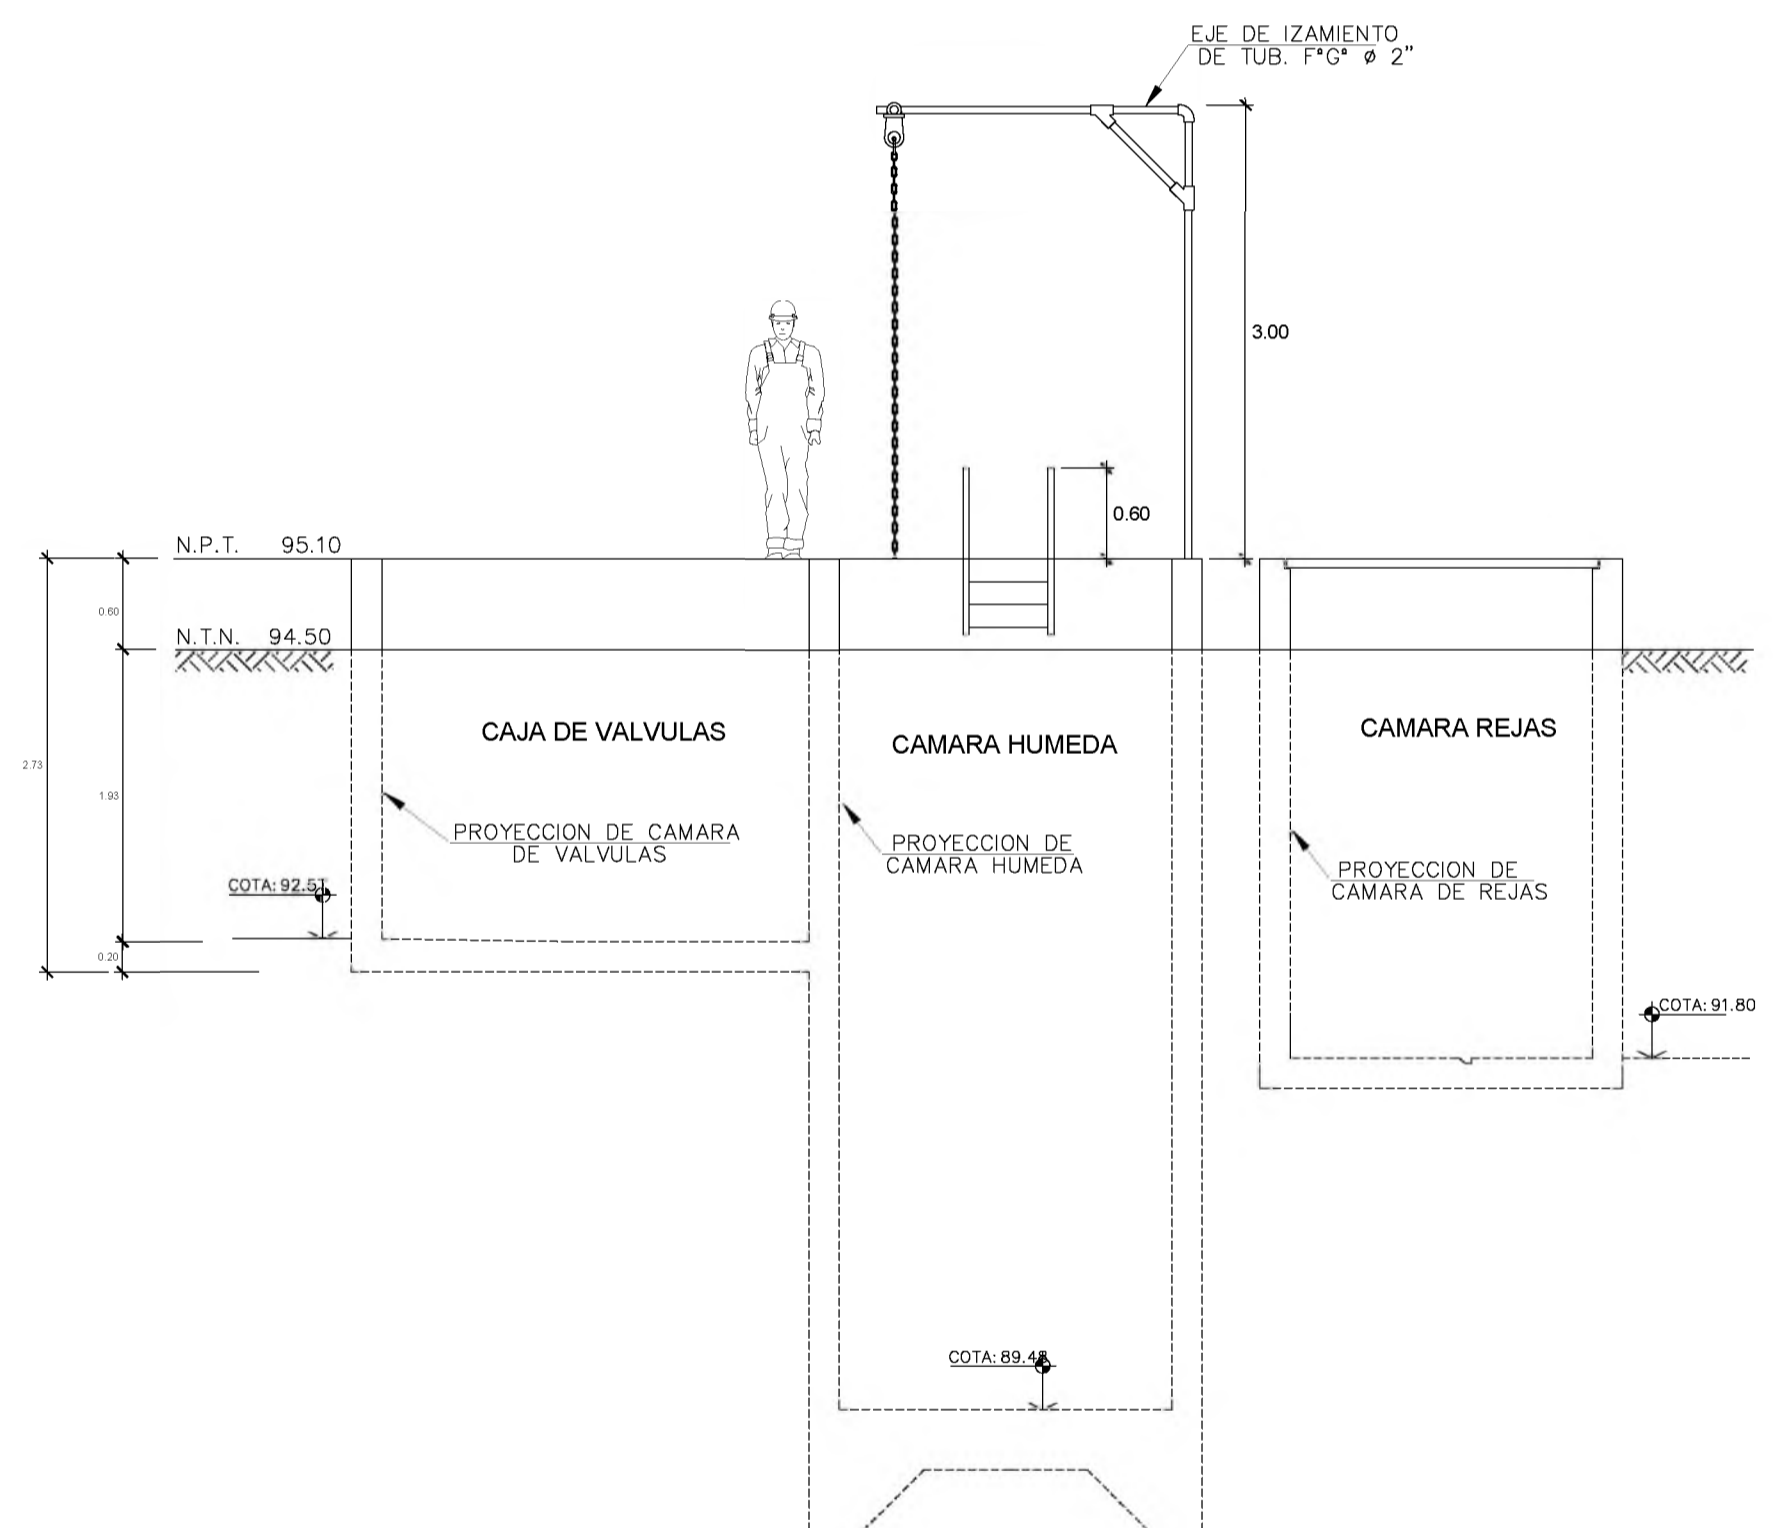 EJE DE IZAMIENTO
DE TUB. FªGª ø 2”
3.00
0.60
N.P.T. 95.10
0.60
N.T.N. 94.50
CAJA DE VALVULAS
CAMARA HUMEDA
CAMARA REJAS
2.73
1.93
PROYECCION DE CAMARA
DE VALVULAS
PROYECCION DE
CAMARA HUMEDA
PROYECCION DE
CAMARA DE REJAS
COTA: 92.57
0.20
COTA: 91.80
COTA: 89.48